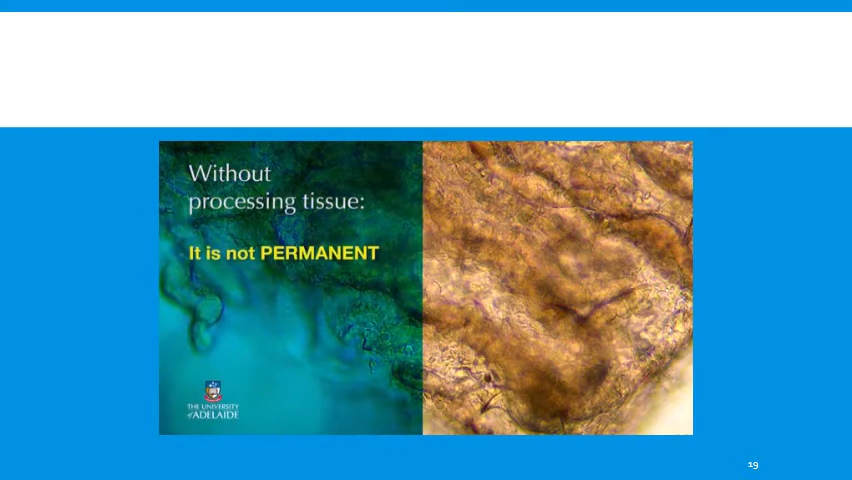 Without
processing tissue:
It is not PERMANENT
THE UNIVERSITY
of ADELAIDE
19